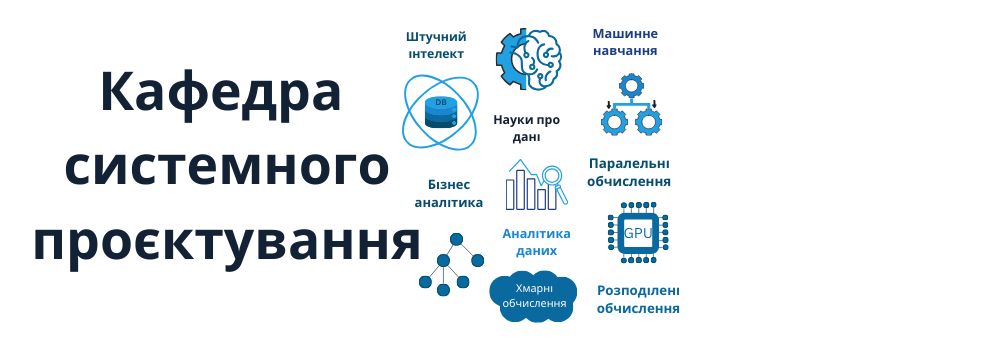 Кафедра
системного
проєктування
Штучний
інтелект
DB
Бізнес
аналітика
Науки про
дані
Аналітика
даних
Хмарні
обчислення
Машинне
навчання
Паралельні
обчислення
GPU
Розподілені
обчислення